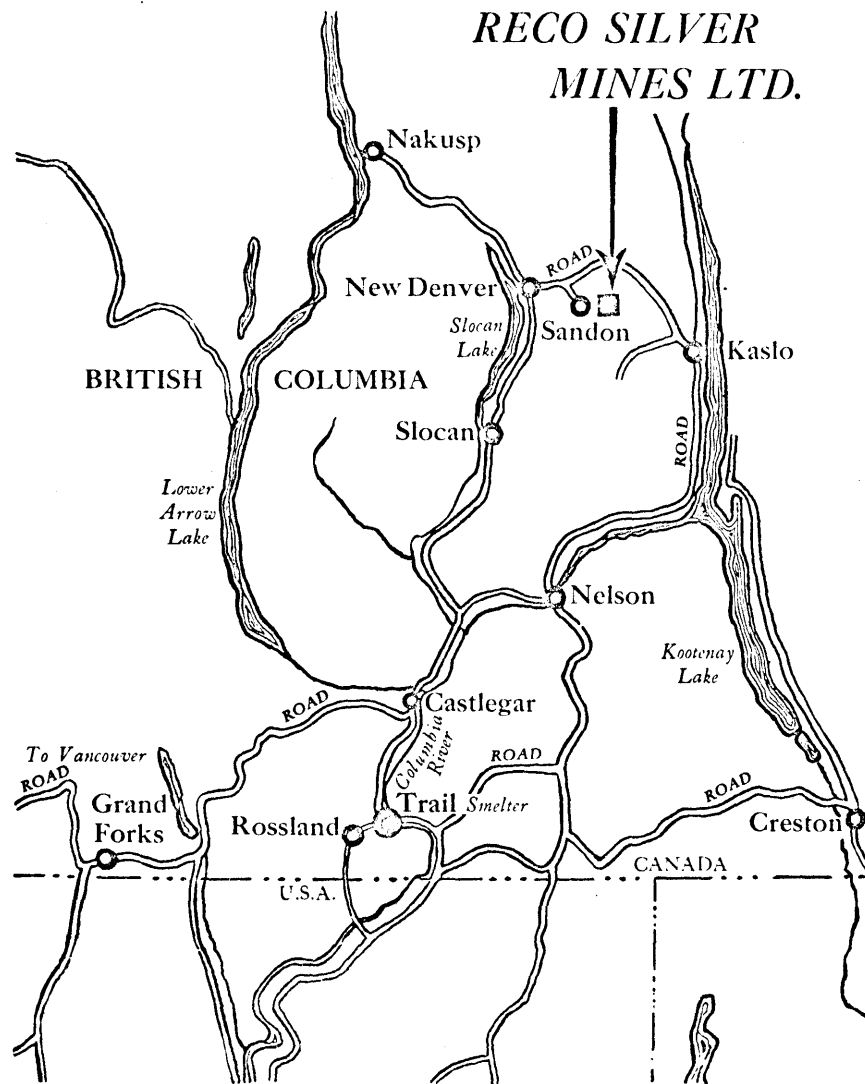 RECO SILVER
MINES LTD.
Nakusp
ROAD
New Denver
Slocan
Lake
Sandon
Kaslo
BRITISH COLUMBIA
Slocan
ROAD
Lower
Arrow
Lake
Nelson
Kootenay
Lake
Castlegar
ROAD
Columbia
River
To Vancouver
ROAD
ROAD
ROAD
Grand
Forks
Rossland
Trail Smelter
Creston
CANADA
U.S.A.